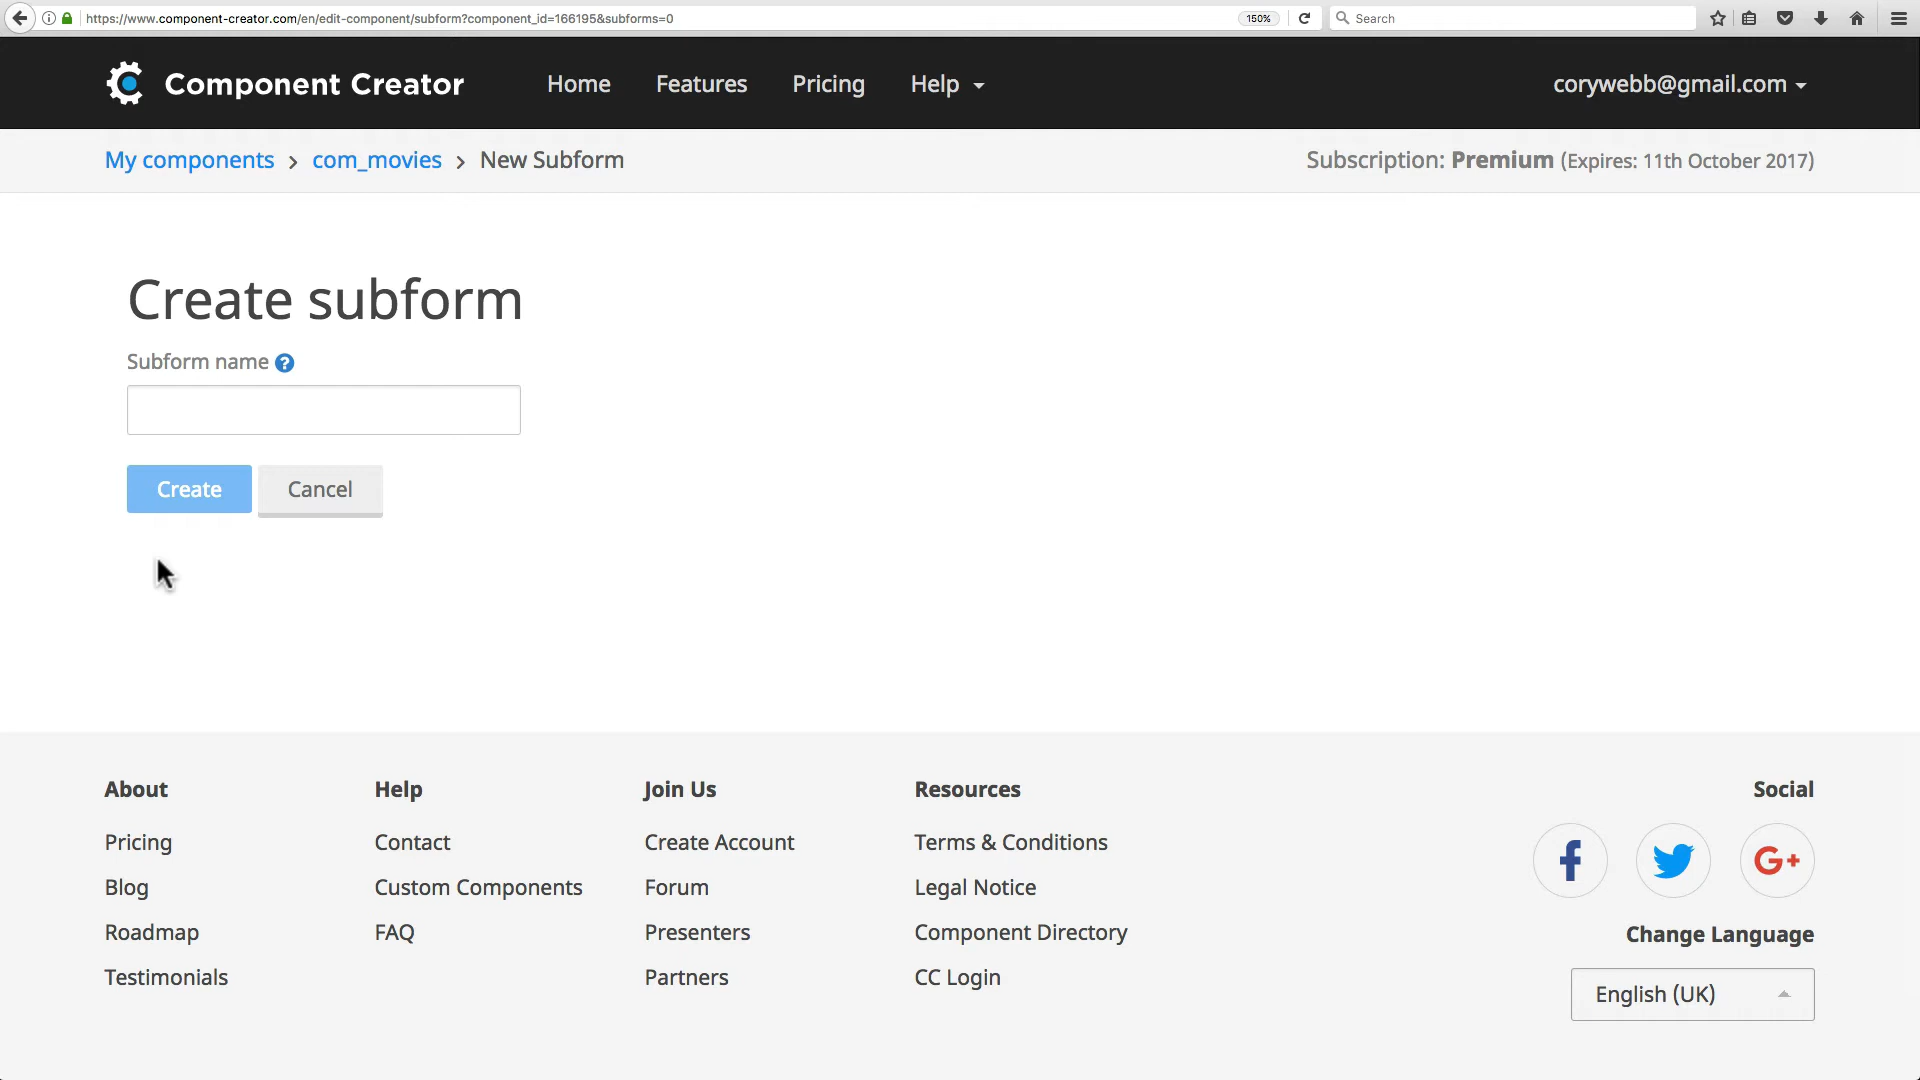 https://www.component-creator.com/en/edit-component/subform?component_id=166195&subforms=0
150%
Search
Component Creator
Home
Features
Pricing
Help
corywebb@gmail.com
My components > com_movies > New Subform
Subscription: Premium (Expires: 11th October 2017)
Create subform
Subform name ?
Create
Cancel
About
Pricing
Blog
Roadmap
Testimonials
Help
Contact
Custom Components
FAQ
Join Us
Create Account
Forum
Presenters
Partners
Resources
Terms & Conditions
Legal Notice
Component Directory
CC Login
Social
f
G+
Change Language
English (UK)